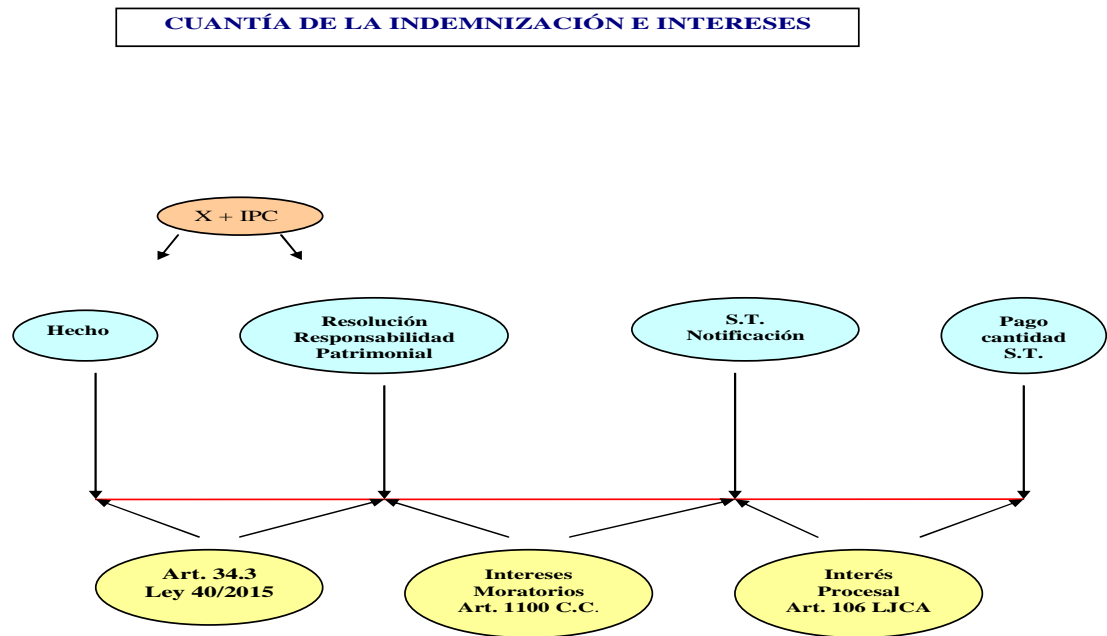 CUANTÍA DE LA INDEMNIZACIÓN E INTERESES
X + IPC
Hecho
Resolución
Responsabilidad
Patrimonial
S.T.
Notificación
Pago
cantidad
S.T.
Art. 34.3
Ley 40/2015
Intereses
Moratorios
Art. 1100 C.C.
Interés
Procesal
Art. 106 LJCA